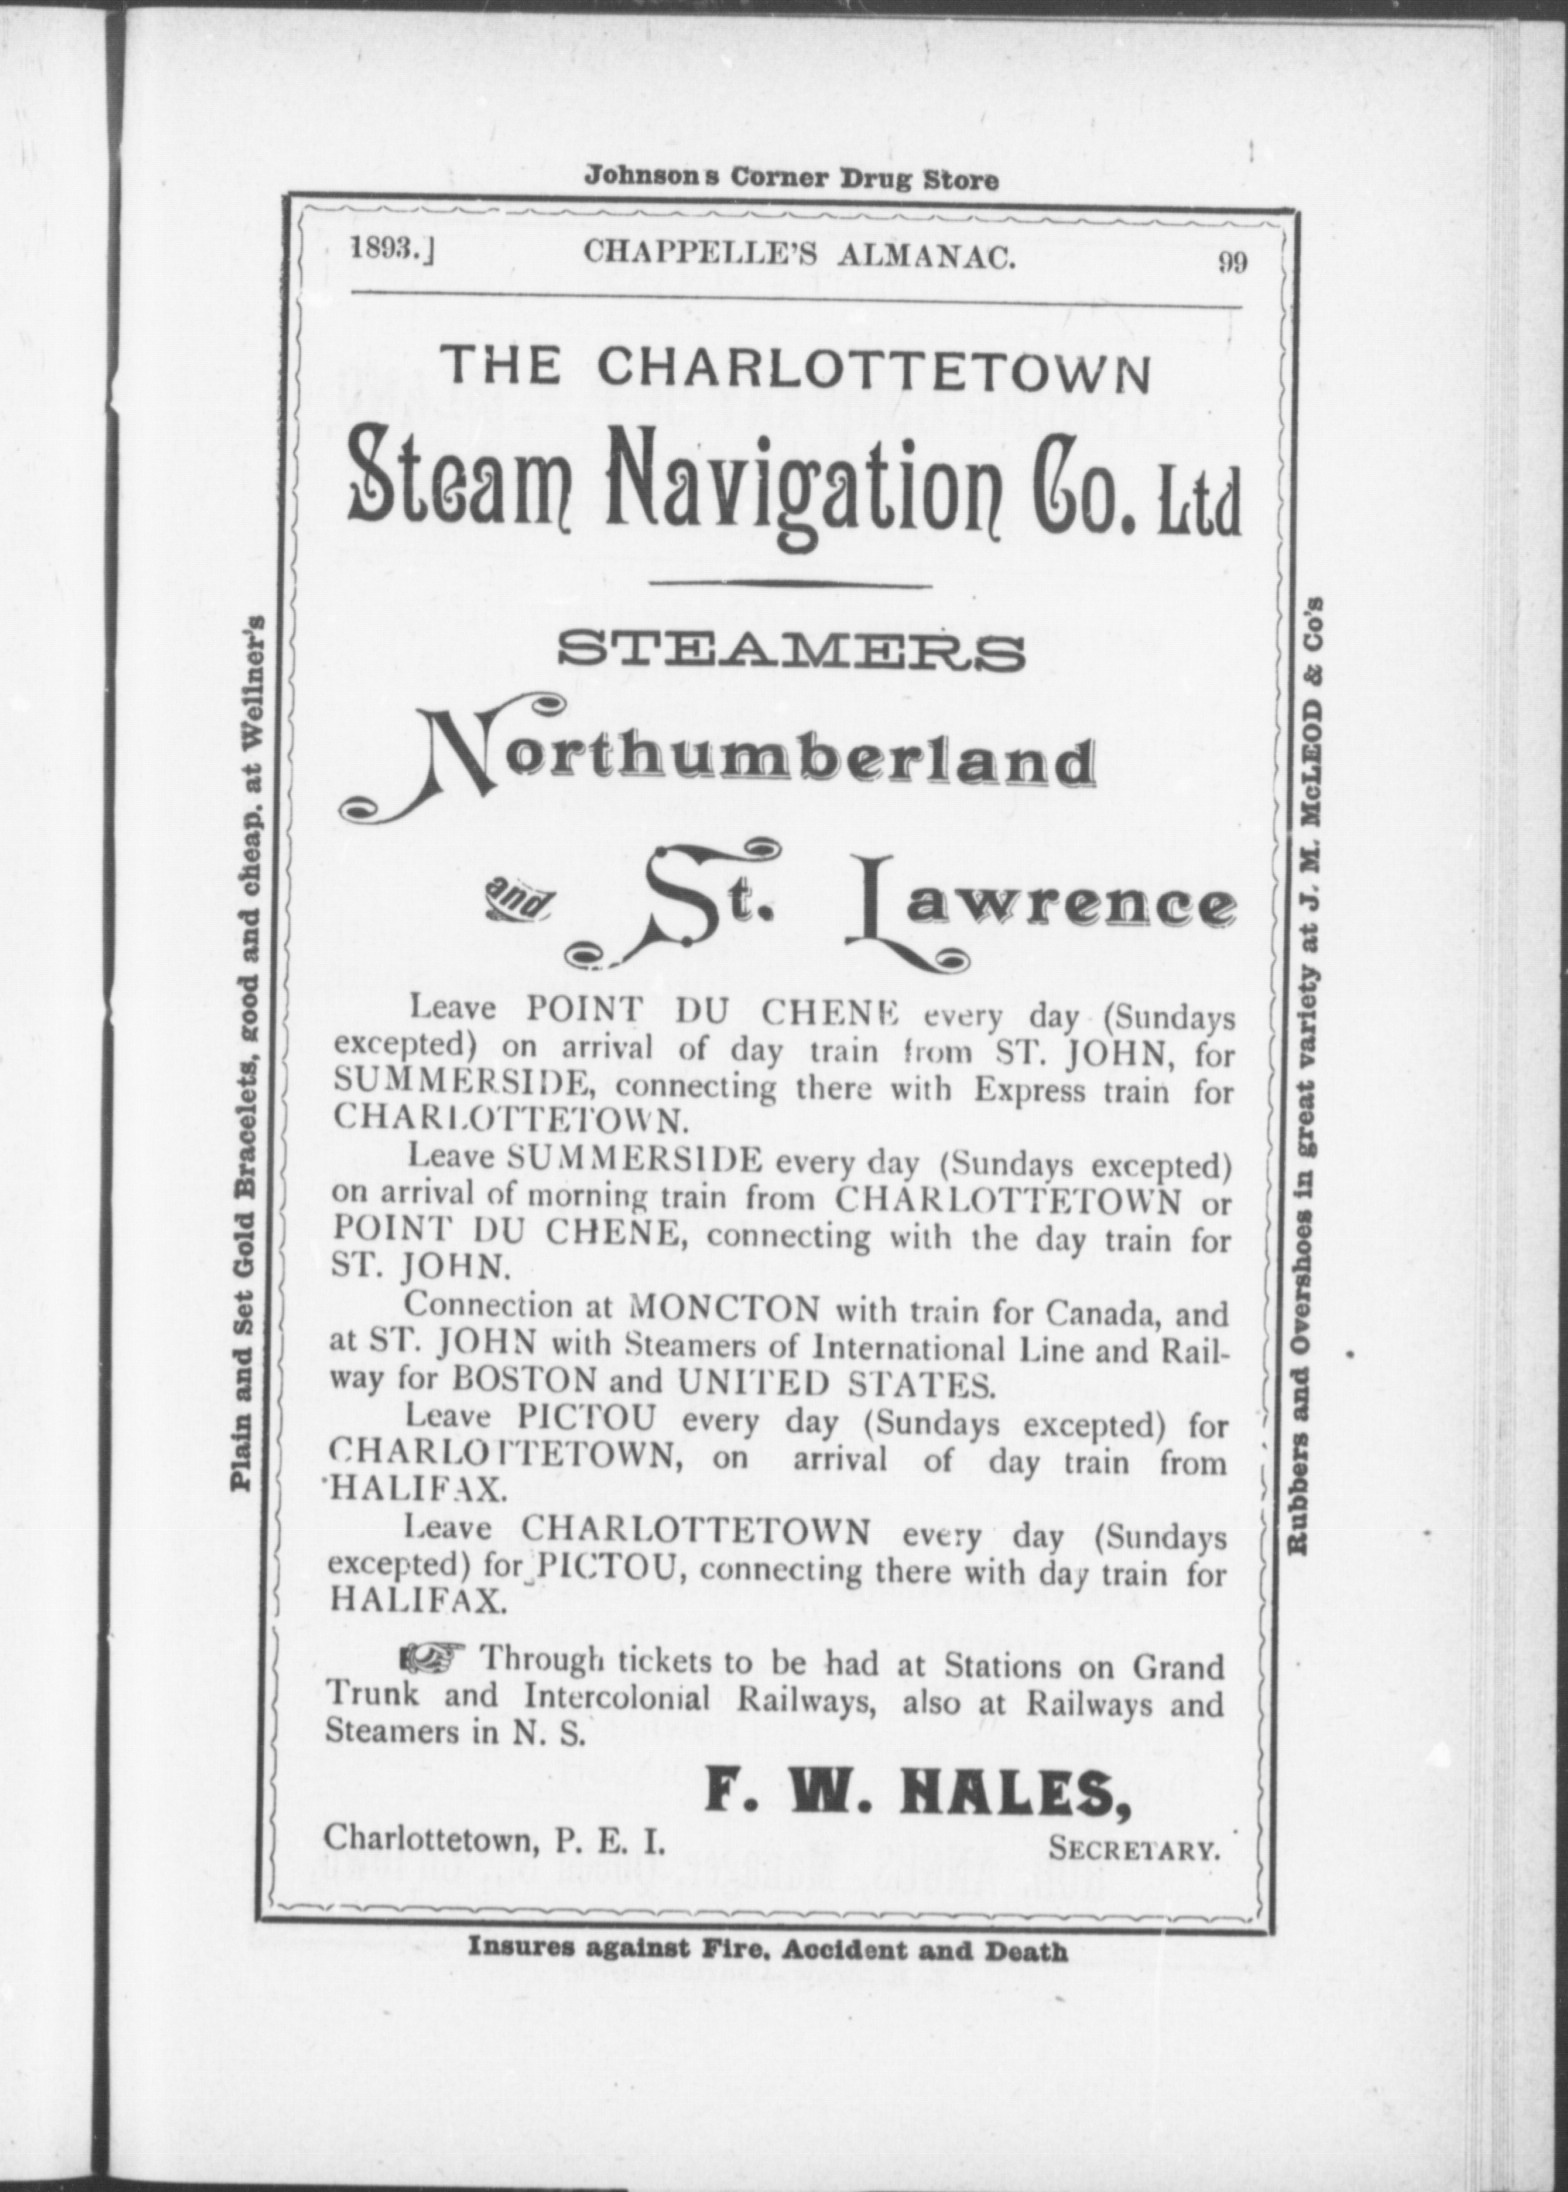 Johnsons Corner Drug Store
1893.] CHAPPELLE'S ALMANAC. 99
THE CHARLOTTETOWN
Steam Navigation Co. Ltd
STEAMERS
Northumberland
and St. Lawrence
Leave POINT DU CHENE every day (Sundays
excepted) on arrival of day train from ST. JOHN, for
SUMMERSIDE, connecting there with Express train for
CHARLOTTETOWN.
Leave SUMMERSIDE every day (Sundays excepted)
on arrival of morning train from CHARLOTTETOWN or
POINT DU CHENE, connecting with the day train for
ST. JOHN.
Connection at MONCTON with train for Canada, and
at ST. JOHN with Steamers of International Line and Rail-
way for BOSTON and UNITED STATES.
Leave PICTOU every day (Sundays excepted) for
CHARLOTTETOWN, on arrival of day train from
HALIFAX.
Leave CHARLOTTETOWN every day (Sundays
excepted) for PICTOU, connecting there with day train for
HALIFAX.
☞ Through tickets to be had at Stations on Grand
Trunk and Intercolonial Railways, also at Railways and
Steamers in N. S.
F. W. HALES,
Charlottetown, P. E. I. SECRETARY.
Insures against Fire, Accident and Death
Plain and Set Gold Bracelets, good and cheap. at Wellner's
Rubbers and Overshoes in great variety at J. M. McLEOD & Co's